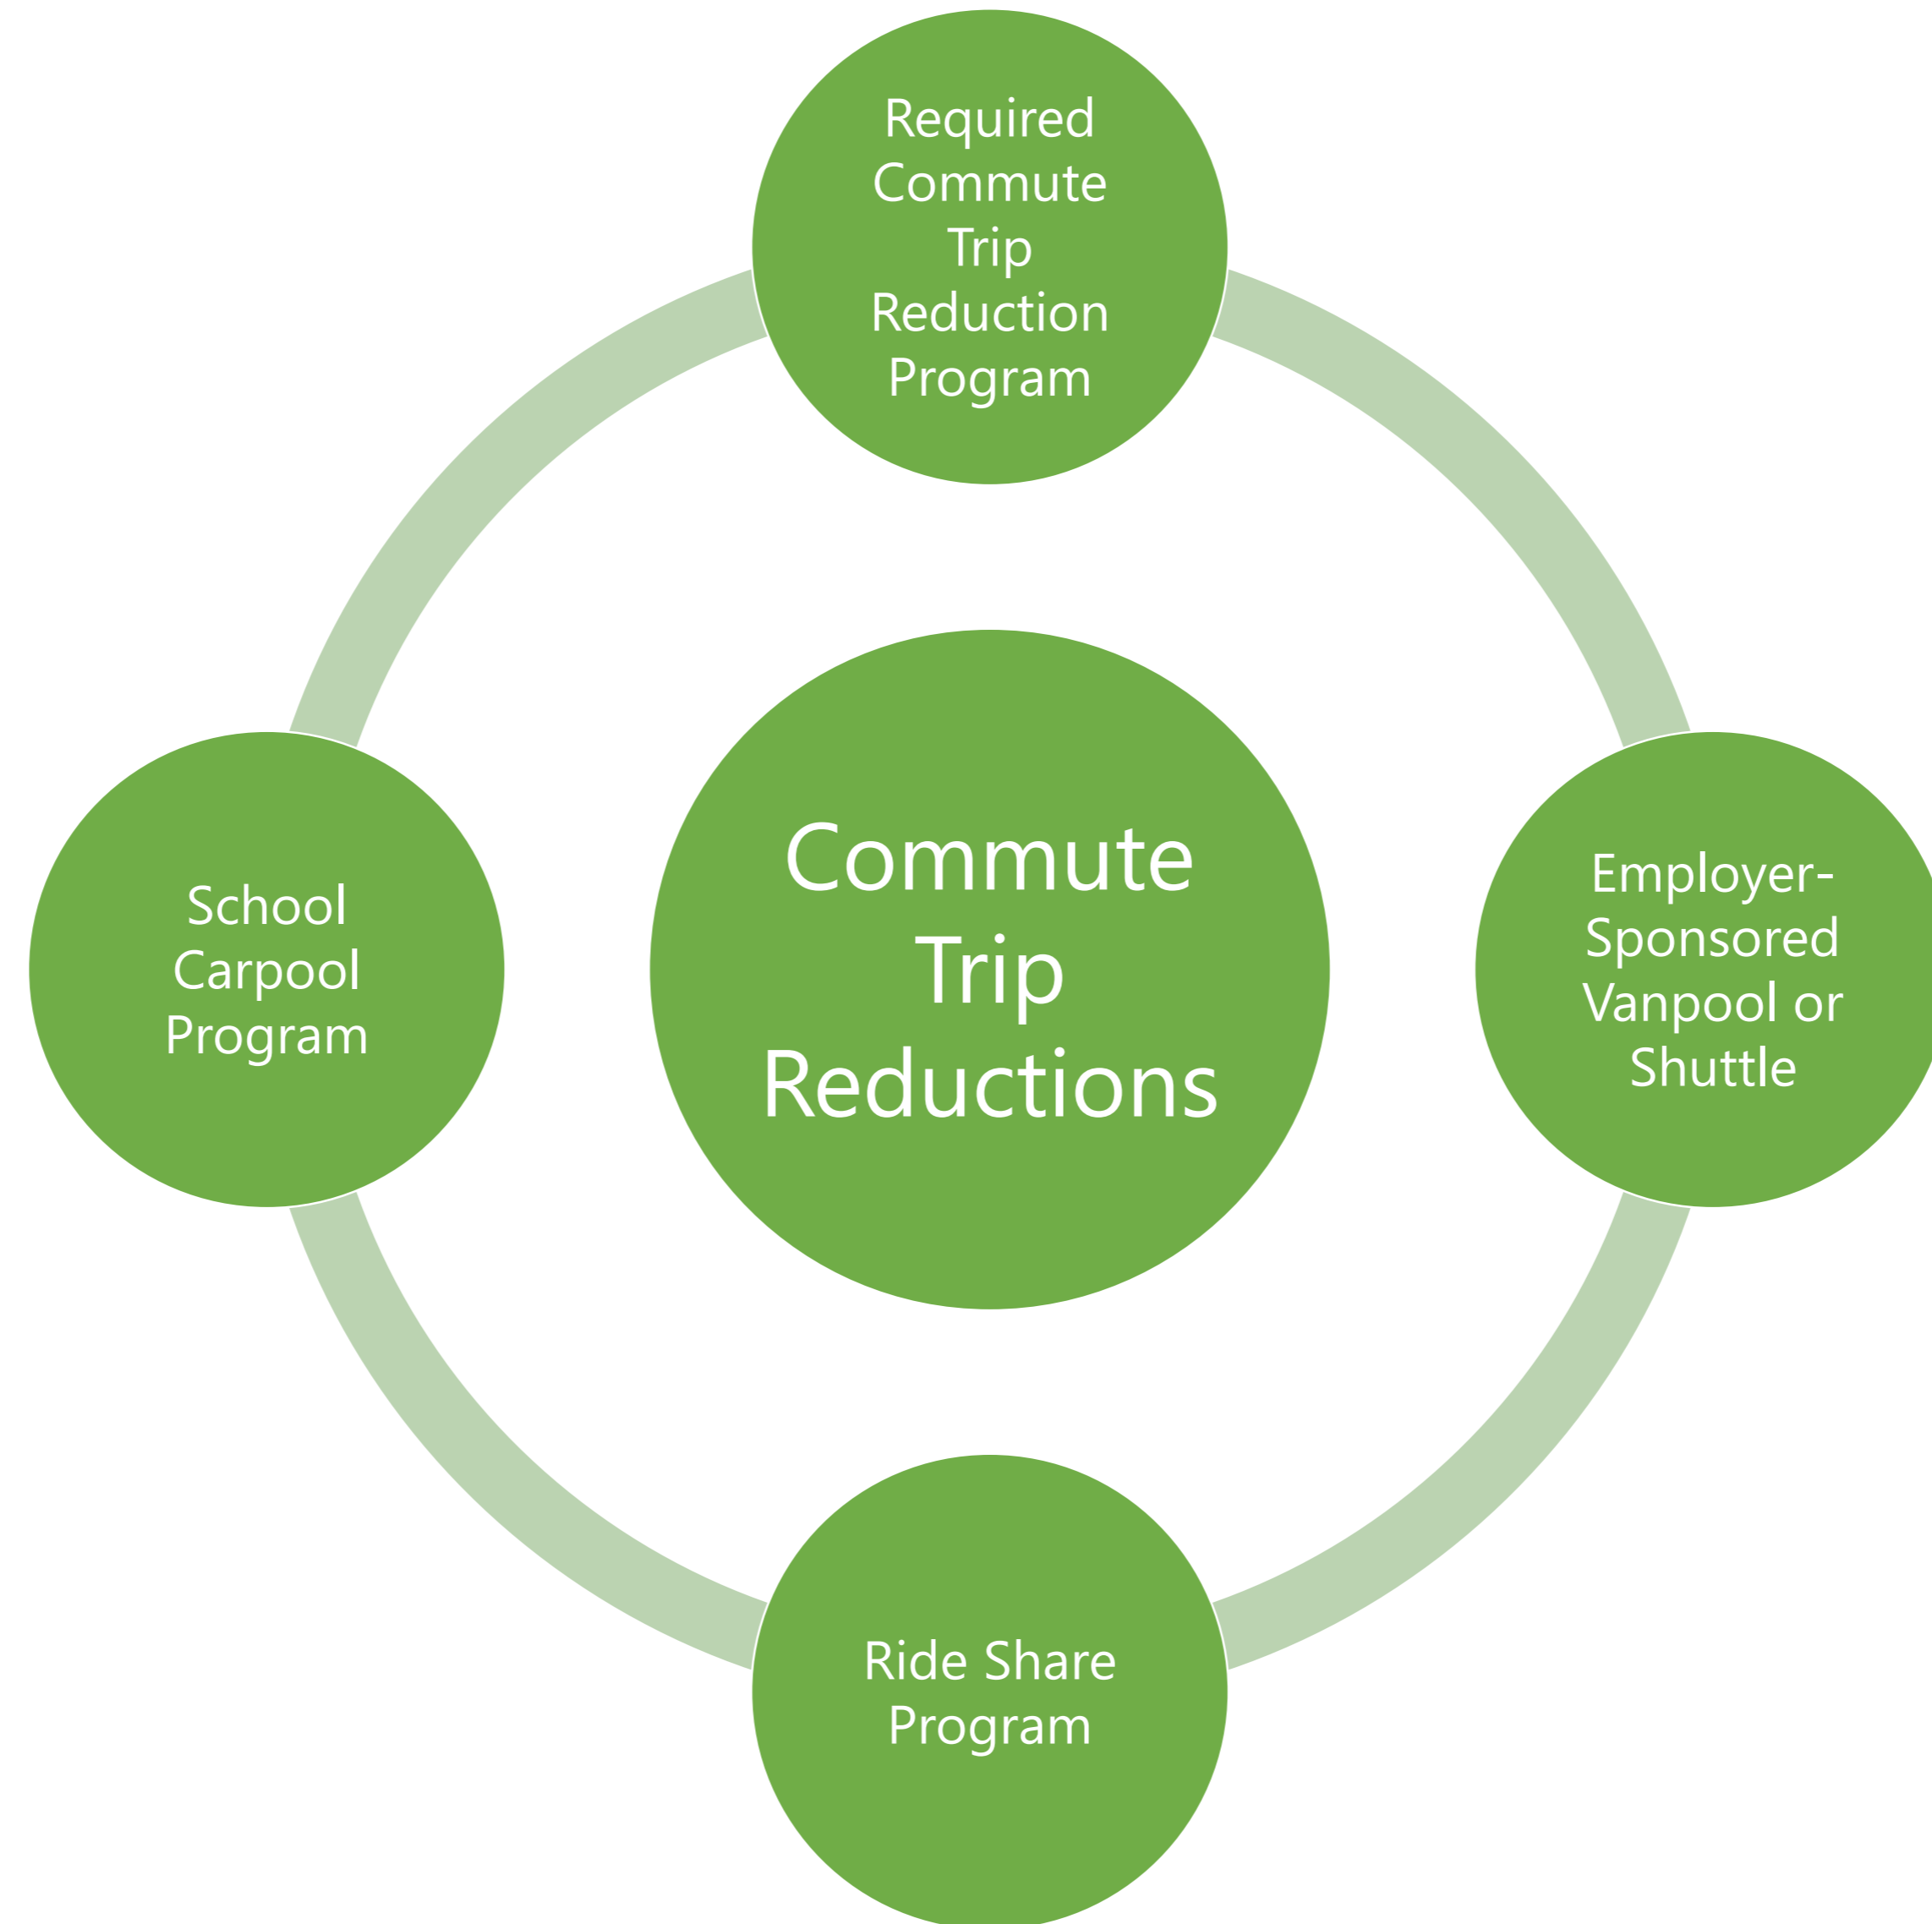 Required
Commute
Trip
Reduction
Program
Commute
Trip
Reductions
School
Carpool
Program
Employer-
Sponsored
Vanpool or
Shuttle
Ride Share
Program